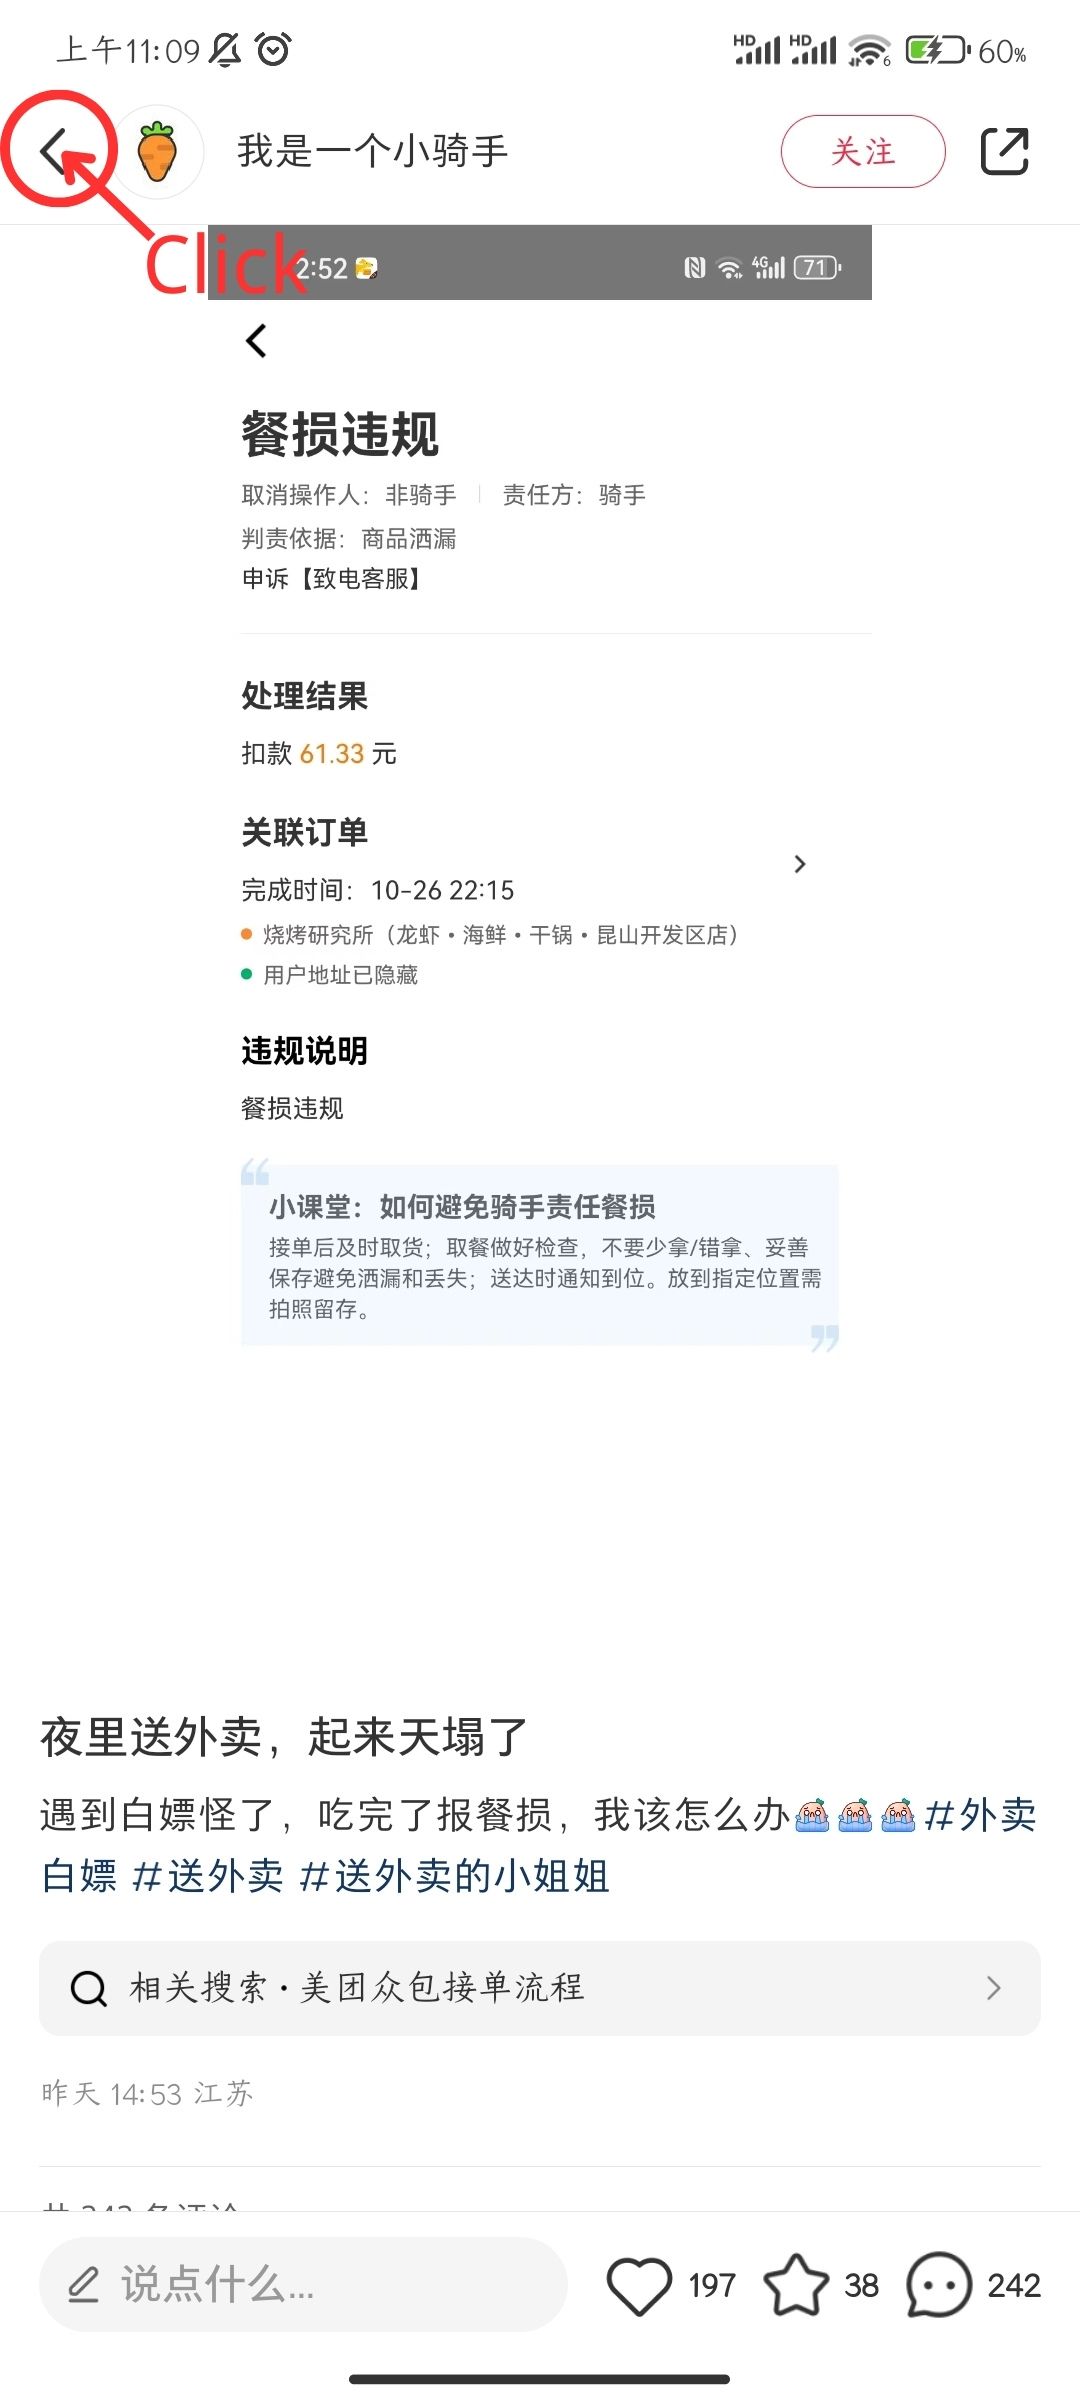 上午11:09
HD HD 6 60%
我是一个小骑手
关注
Click
2:52
4G 71
餐损违规
取消操作人：非骑手 责任方：骑手
判责依据：商品洒漏
申诉【致电客服】
处理结果
扣款 61.33 元
关联订单
完成时间：10-26 22:15
烧烤研究所（龙虾·海鲜·干锅·昆山开发区店）
用户地址已隐藏
违规说明
餐损违规
小课堂：如何避免骑手责任餐损
接单后及时取货；取餐做好检查，不要少拿/错拿、妥善
保存避免洒漏和丢失；送达时通知到位。放到指定位置需
拍照留存。
夜里送外卖，起来天塌了
遇到白嫖怪了，吃完了报餐损，我该怎么办#外卖
白嫖 #送外卖 #送外卖的小姐姐
相关搜索·美团众包接单流程
昨天 14:53 江苏
共 242 条评论
说点什么...
197
38
242